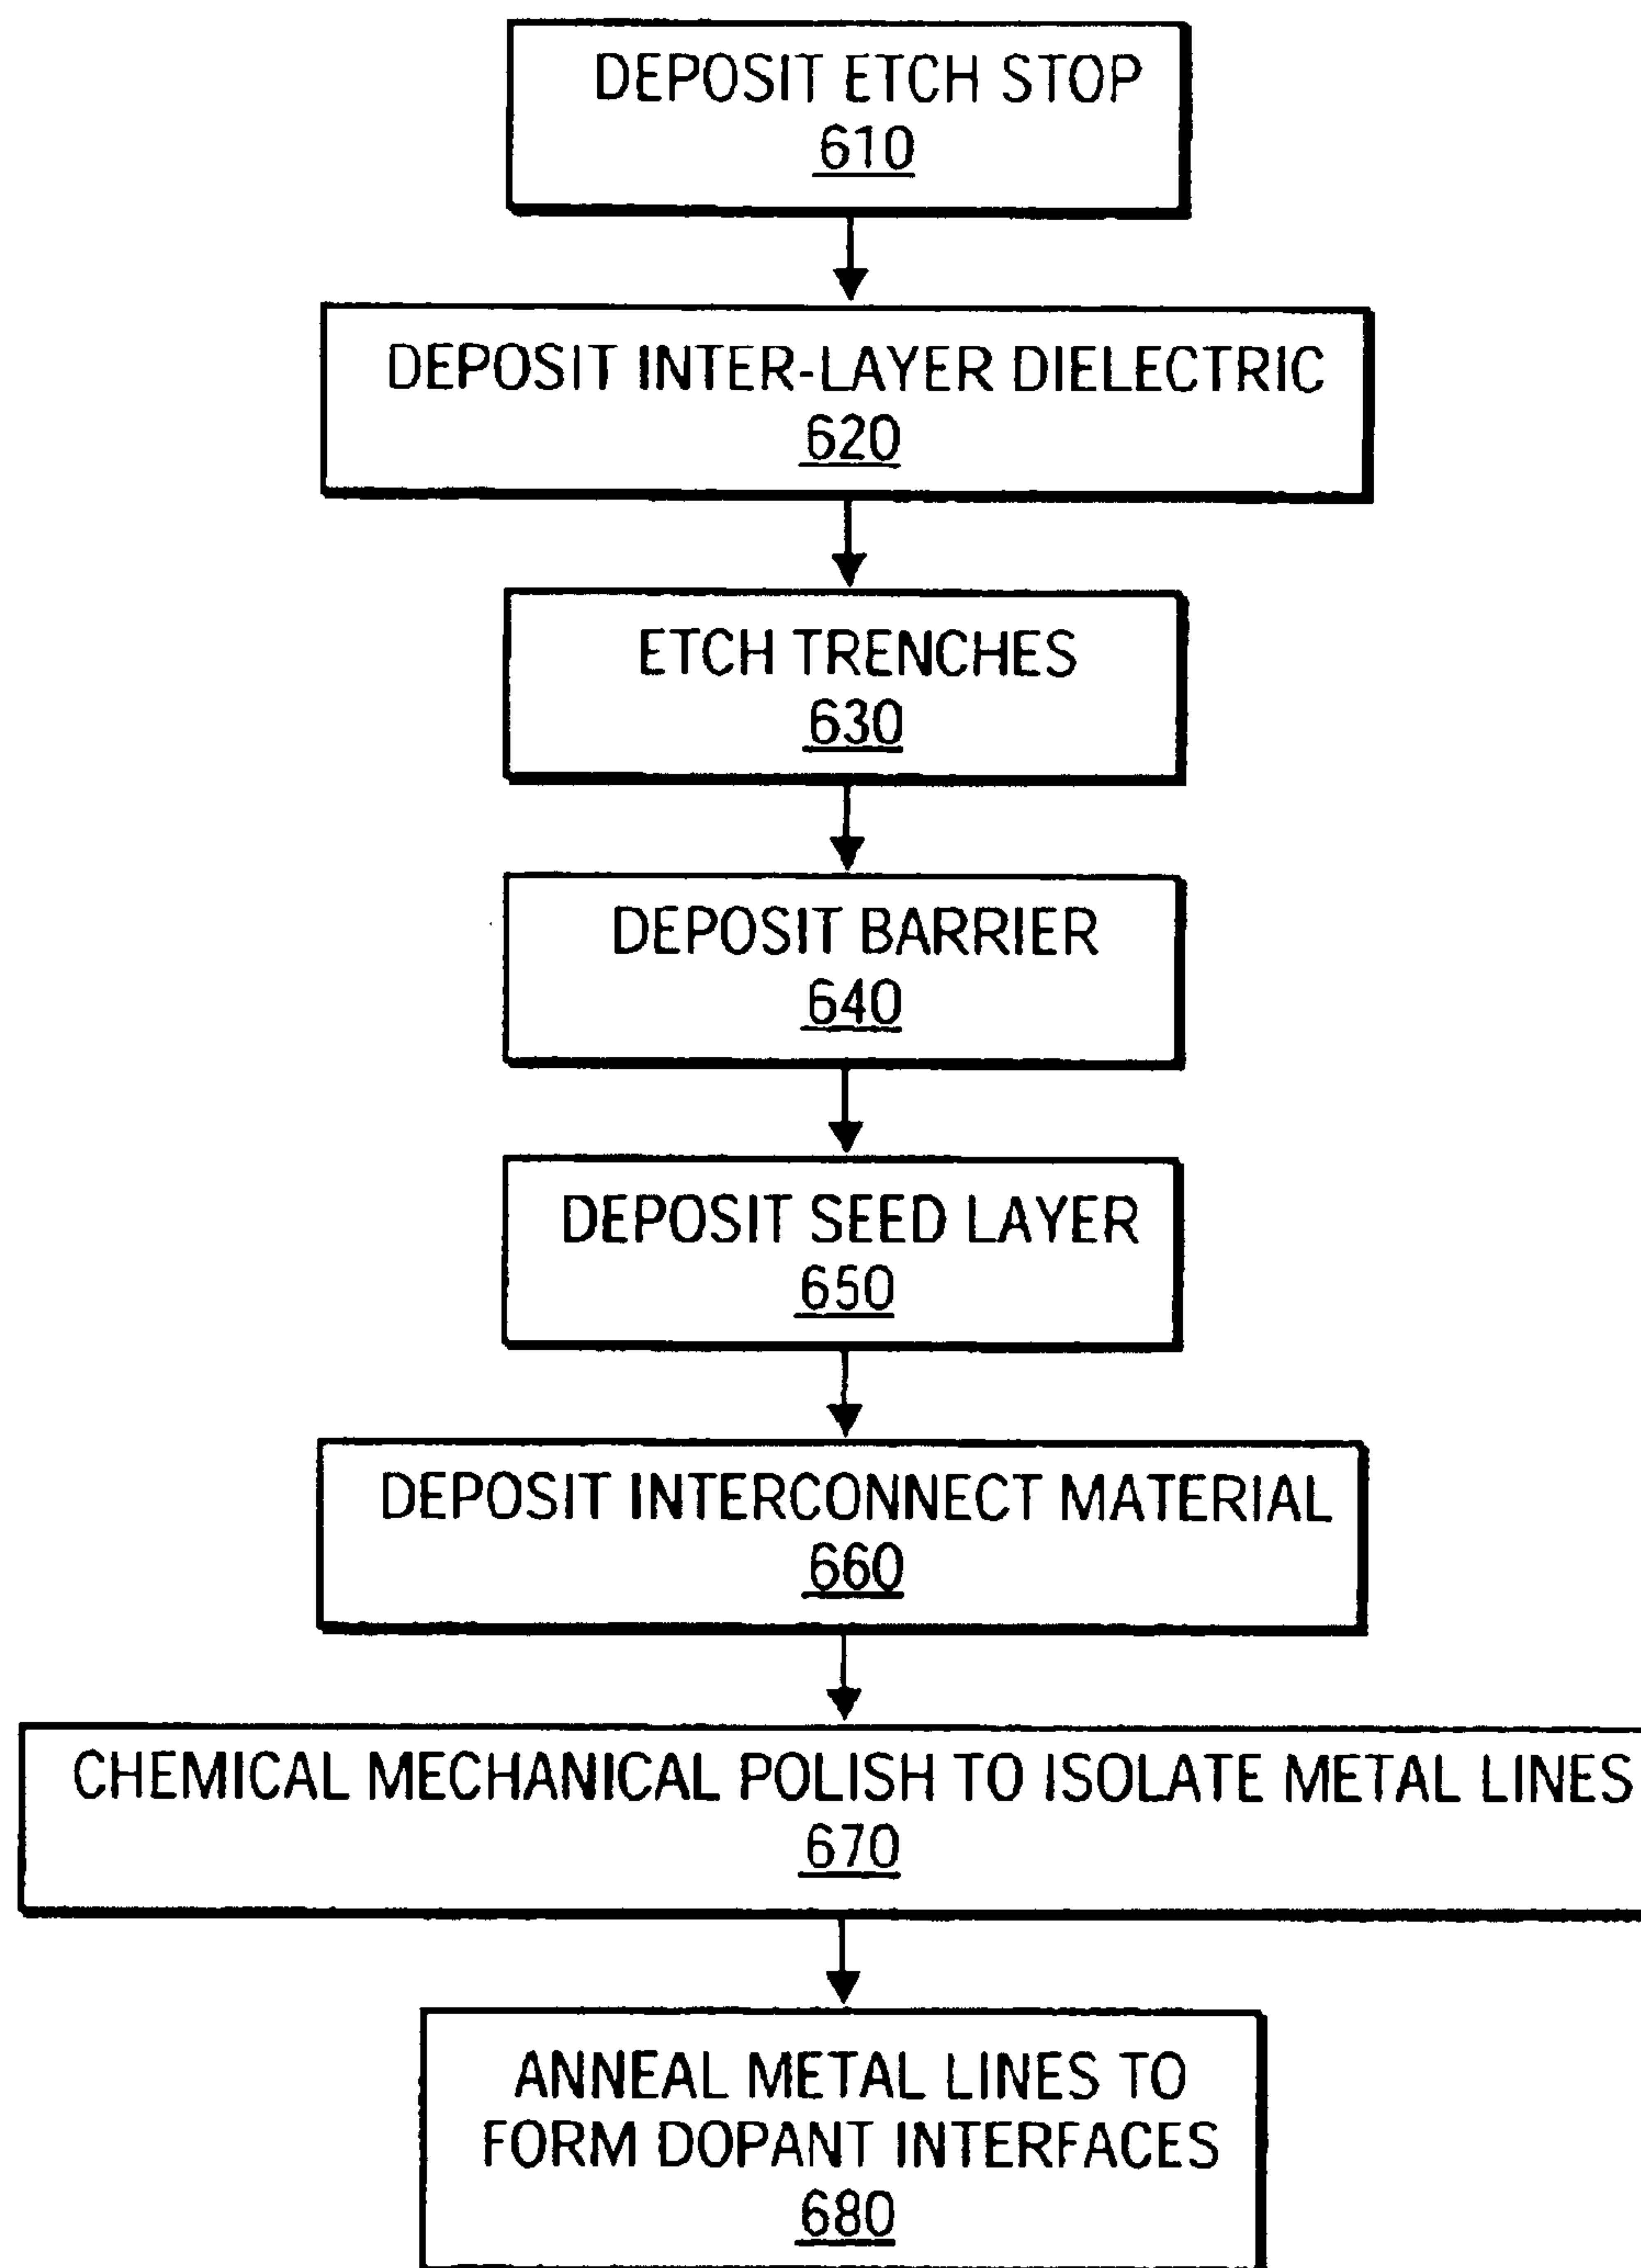 DEPOSIT ETCH STOP
610
DEPOSIT INTER-LAYER DIELECTRIC
620
ETCH TRENCHES
630
DEPOSIT BARRIER
640
DEPOSIT SEED LAYER
650
DEPOSIT INTERCONNECT MATERIAL
660
CHEMICAL MECHANICAL POLISH TO ISOLATE METAL LINES
670
ANNEAL METAL LINES TO
FORM DOPANT INTERFACES
680